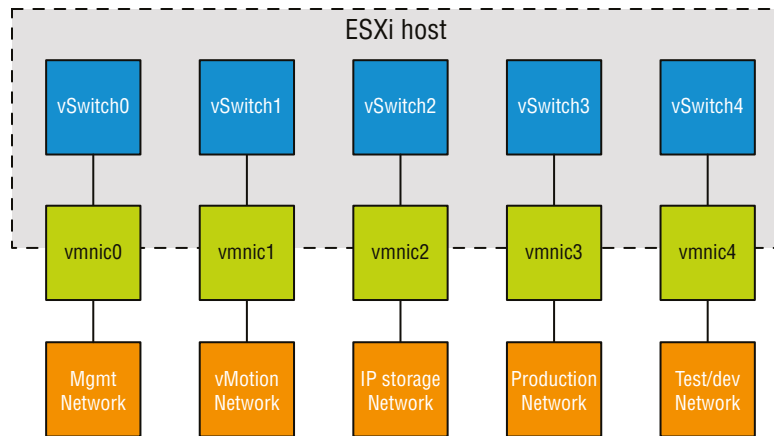 ESXi host
vSwitch0 vSwitch1 vSwitch2 vSwitch3 vSwitch4
vmnic0 vmnic1 vmnic2 vmnic3 vmnic4
Mgmt
Network
vMotion
Network
IP storage
Network
Production
Network
Test/dev
Network